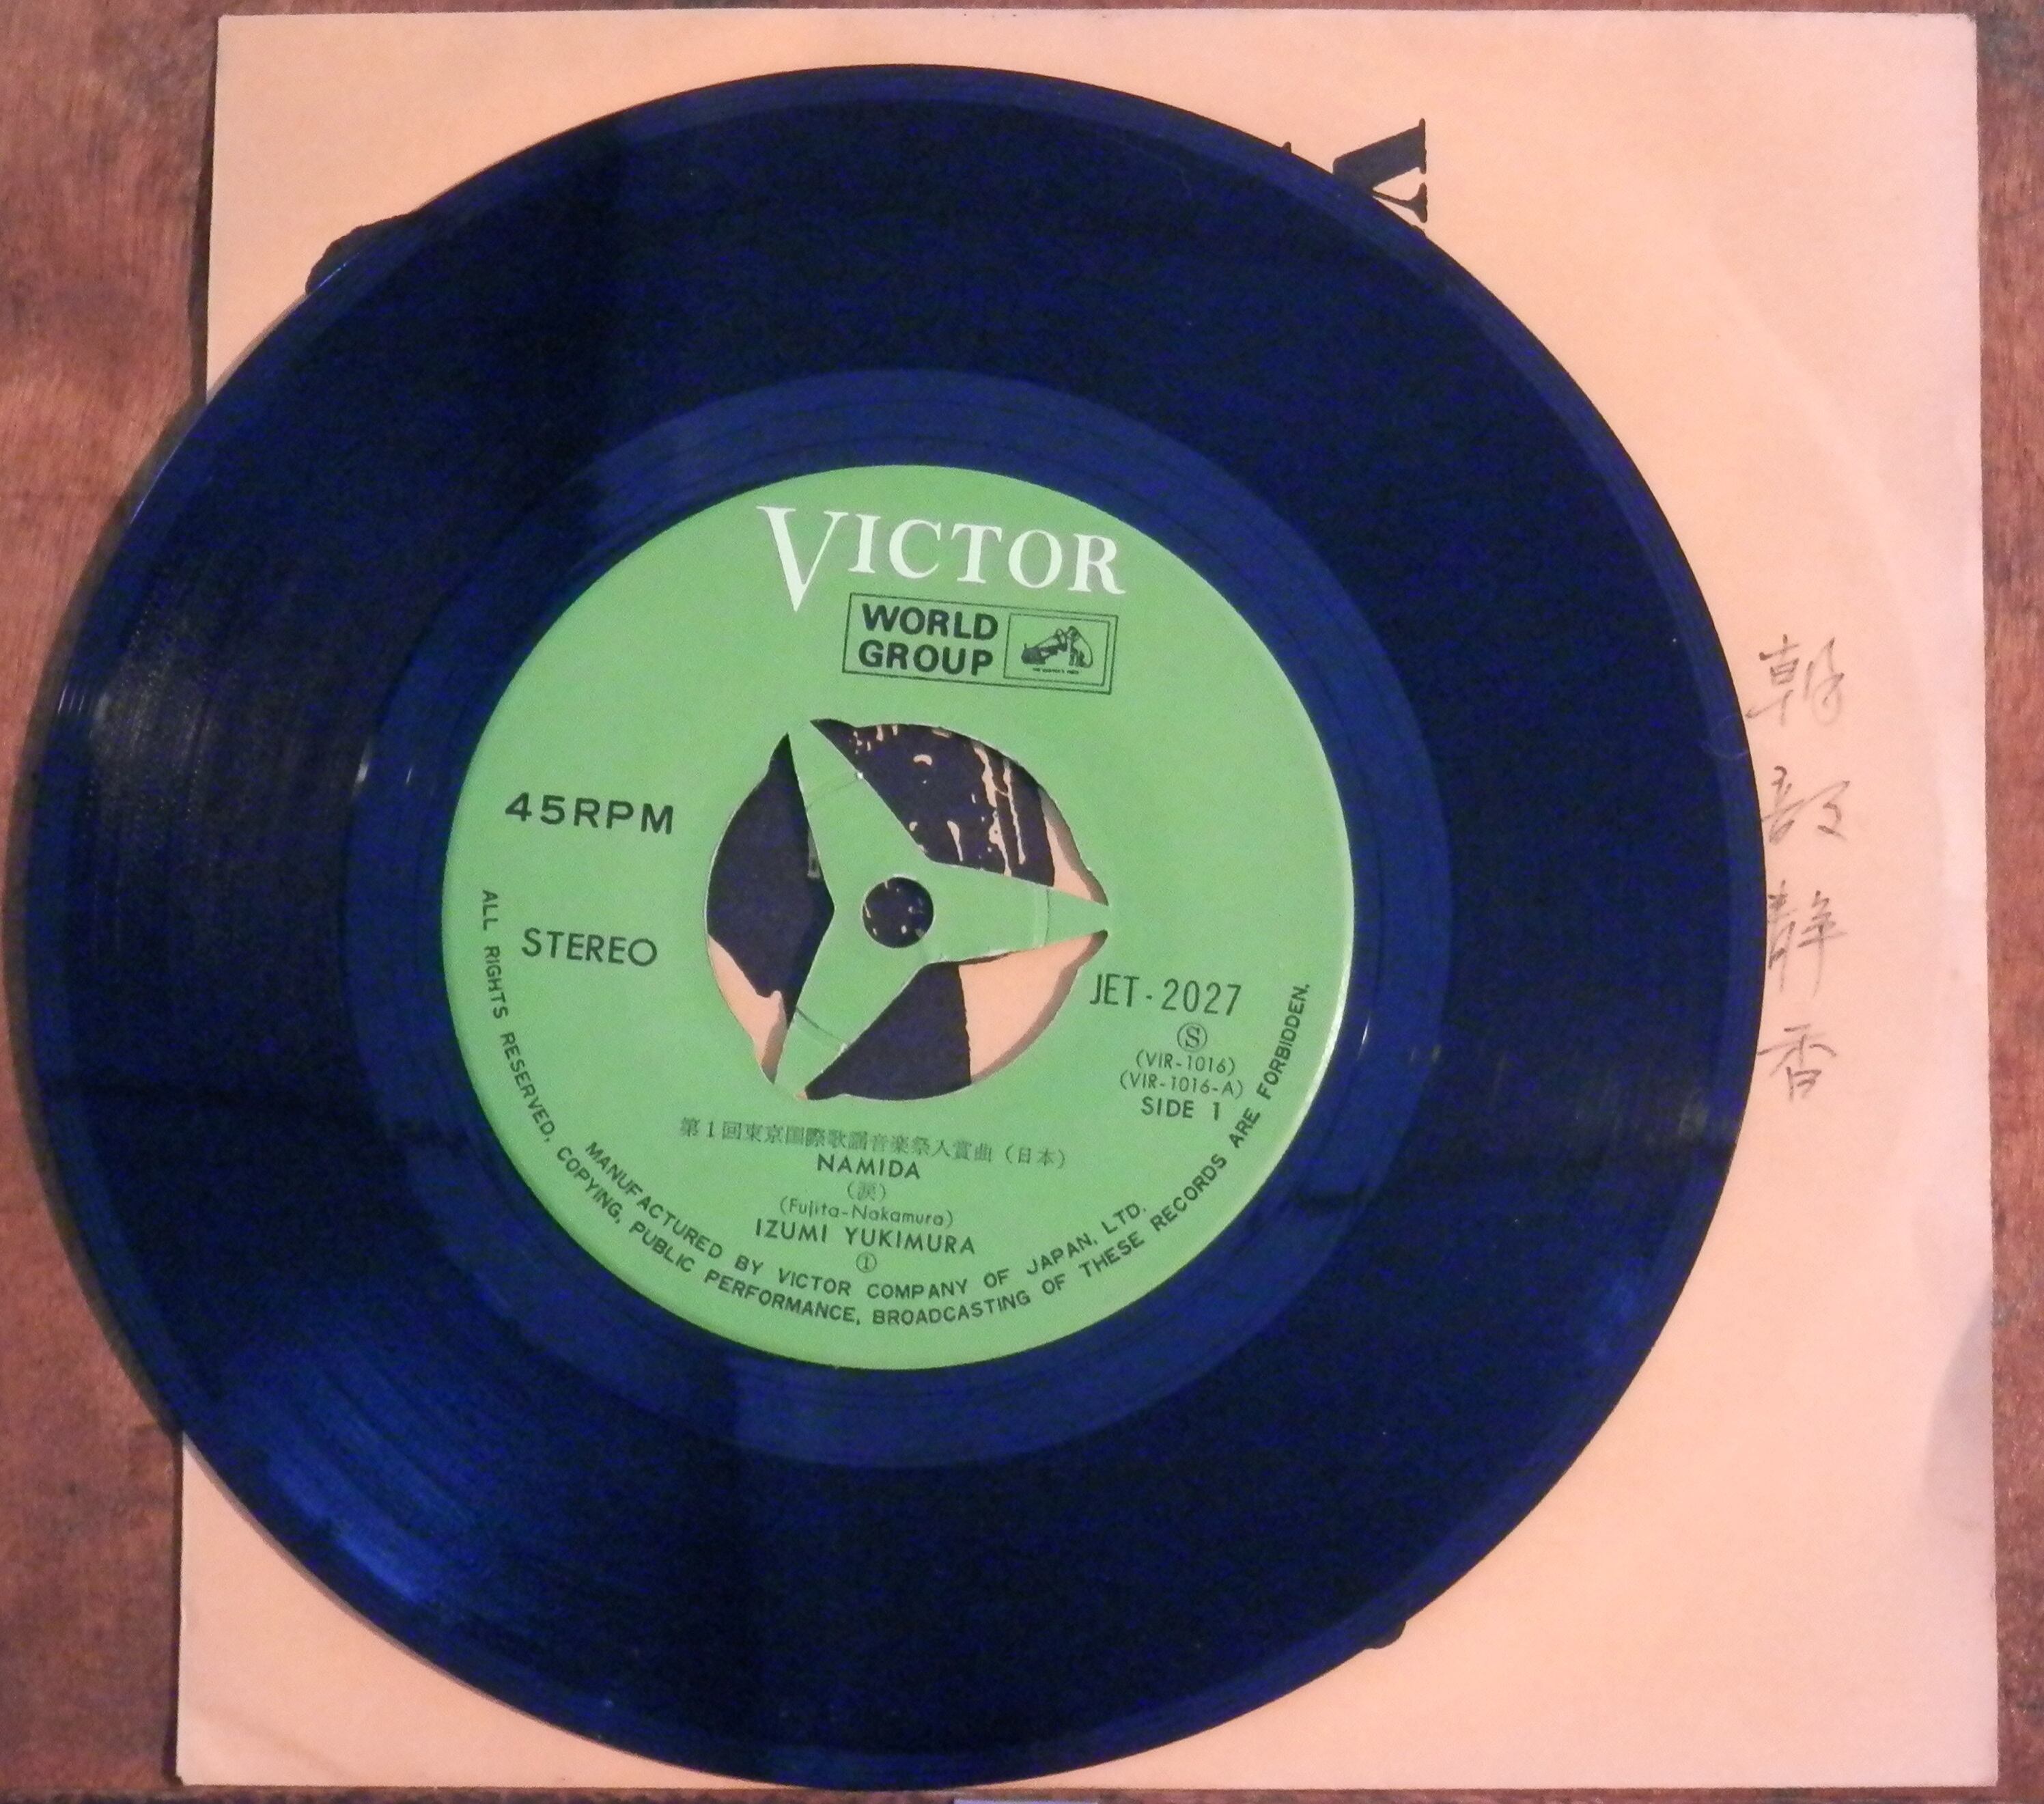 VICTOR
WORLD
GROUP
45RPM
STEREO
JET-2027
Ⓢ
(VIR-1016)
(VIR-1016-A)
SIDE 1
第1回東京国際歌謡音楽祭入賞曲（日本）
NAMIDA
（涙）
(Fujita-Nakamura)
IZUMI YUKIMURA
①
MANUFACTURED BY VICTOR COMPANY OF JAPAN, LTD.
ALL RIGHTS RESERVED, COPYING, PUBLIC PERFORMANCE, BROADCASTING OF THESE RECORDS ARE FORBIDDEN.
部静香